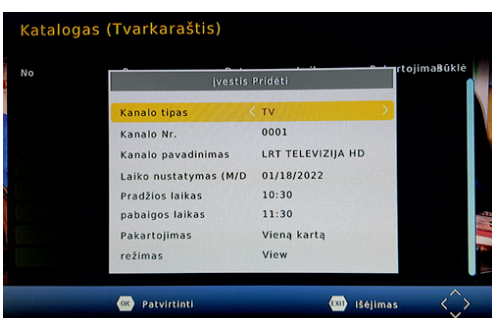 Katalogas (Tvarkaraštis)
No
Būklė
įvestis Pridėti
Kanalo tipas TV
Kanalo Nr. 0001
Kanalo pavadinimas LRT TELEVIZIJA HD
Laiko nustatymas (M/D 01/18/2022
Pradžios laikas 10:30
pabaigos laikas 11:30
Pakartojimas Vieną kartą
režimas View
OK Patvirtinti
EXIT Išėjimas